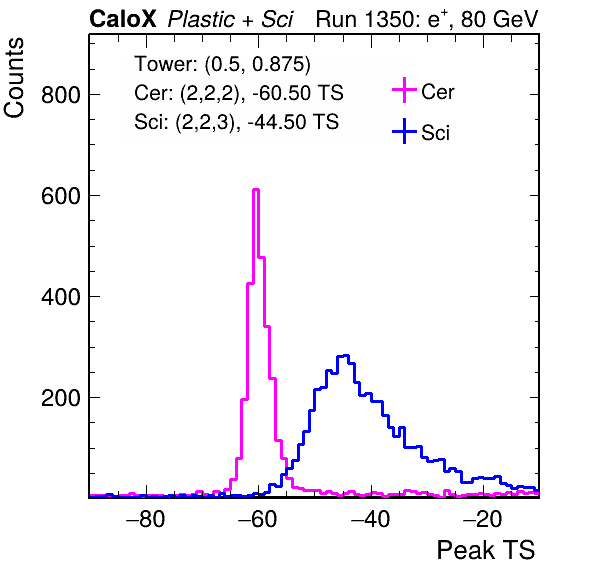 CaloX Plastic + Sci Run 1350: e⁺, 80 GeV
Tower: (0.5, 0.875)
Cer: (2,2,2), -60.50 TS
Sci: (2,2,3), -44.50 TS
Cer
Sci
Counts
800
600
400
200
−80 −60 −40 −20
Peak TS